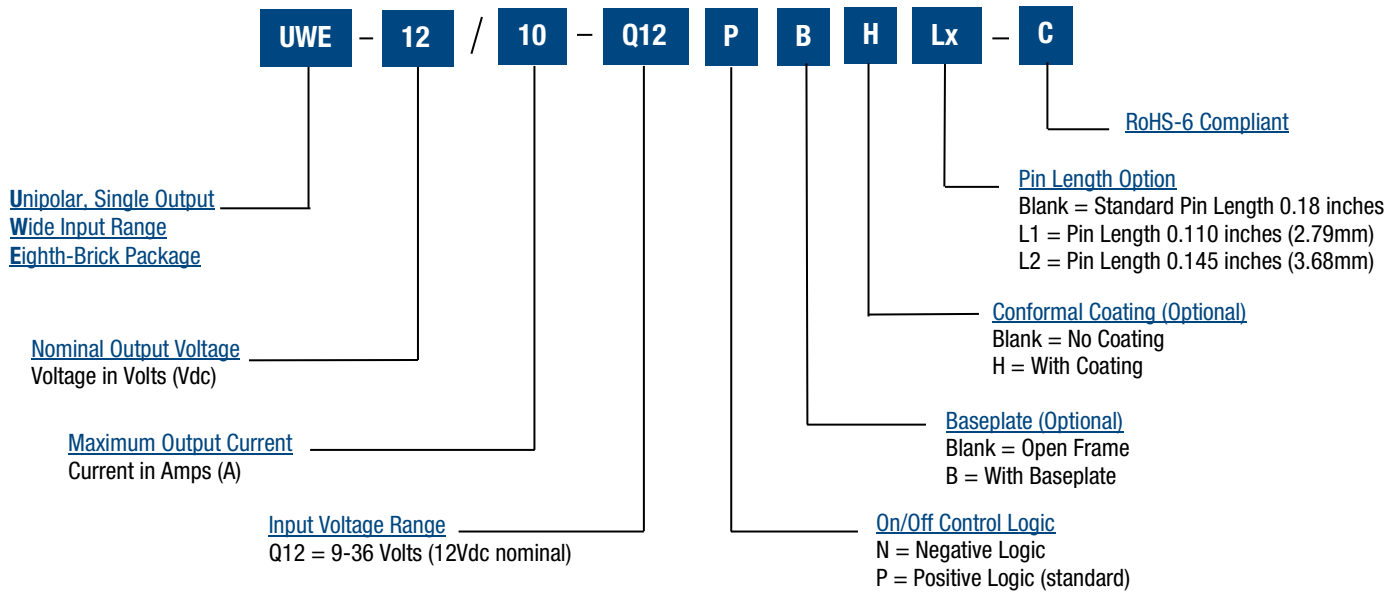 UWE – 12 / 10 – Q12 P B H Lx – C
RoHS-6 Compliant
Pin Length Option
Blank = Standard Pin Length 0.18 inches
L1 = Pin Length 0.110 inches (2.79mm)
L2 = Pin Length 0.145 inches (3.68mm)
Unipolar, Single Output
Wide Input Range
Eighth-Brick Package
Conformal Coating (Optional)
Blank = No Coating
H = With Coating
Nominal Output Voltage
Voltage in Volts (Vdc)
Baseplate (Optional)
Blank = Open Frame
B = With Baseplate
Maximum Output Current
Current in Amps (A)
Input Voltage Range
Q12 = 9-36 Volts (12Vdc nominal)
On/Off Control Logic
N = Negative Logic
P = Positive Logic (standard)